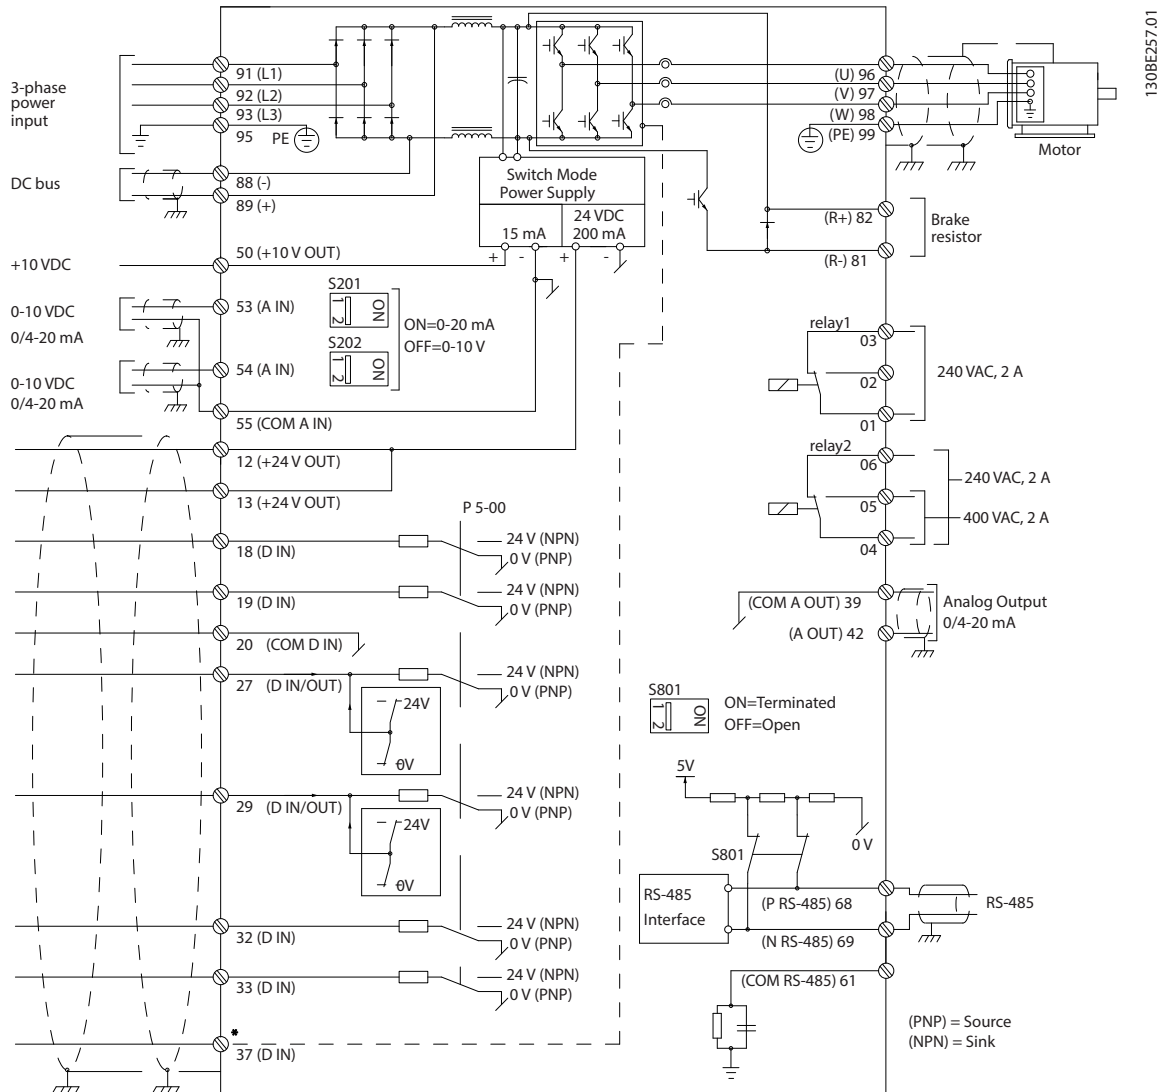 130BE257.01
3-phase
power
input
91 (L1)
92 (L2)
93 (L3)
95
PE
DC bus
88 (-)
89 (+)
+10 VDC
50 (+10 V OUT)
0-10 VDC
0/4-20 mA
53 (A IN)
0-10 VDC
0/4-20 mA
54 (A IN)
55 (COM A IN)
12 (+24 V OUT)
13 (+24 V OUT)
18 (D IN)
19 (D IN)
20 (COM D IN)
27 (D IN/OUT)
29 (D IN/OUT)
32 (D IN)
33 (D IN)
*
37 (D IN)
S201
1 2
ON
S202
1 2
ON
ON=0-20 mA
OFF=0-10 V
Switch Mode
Power Supply
15 mA
24 VDC
200 mA
+ - + -
P 5-00
24 V (NPN)
0 V (PNP)
24 V (NPN)
0 V (PNP)
24 V (NPN)
0 V (PNP)
24V
0V
24 V (NPN)
0 V (PNP)
24V
0V
24 V (NPN)
0 V (PNP)
24 V (NPN)
0 V (PNP)
(U) 96
(V) 97
(W) 98
(PE) 99
Motor
(R+) 82
(R-) 81
Brake
resistor
relay1
03
02
01
240 VAC, 2 A
relay2
06
05
04
240 VAC, 2 A
400 VAC, 2 A
(COM A OUT) 39
(A OUT) 42
Analog Output
0/4-20 mA
S801
1 2
ON
ON=Terminated
OFF=Open
5V
0 V
S801
RS-485
Interface
(P RS-485) 68
(N RS-485) 69
RS-485
(COM RS-485) 61
(PNP) = Source
(NPN) = Sink